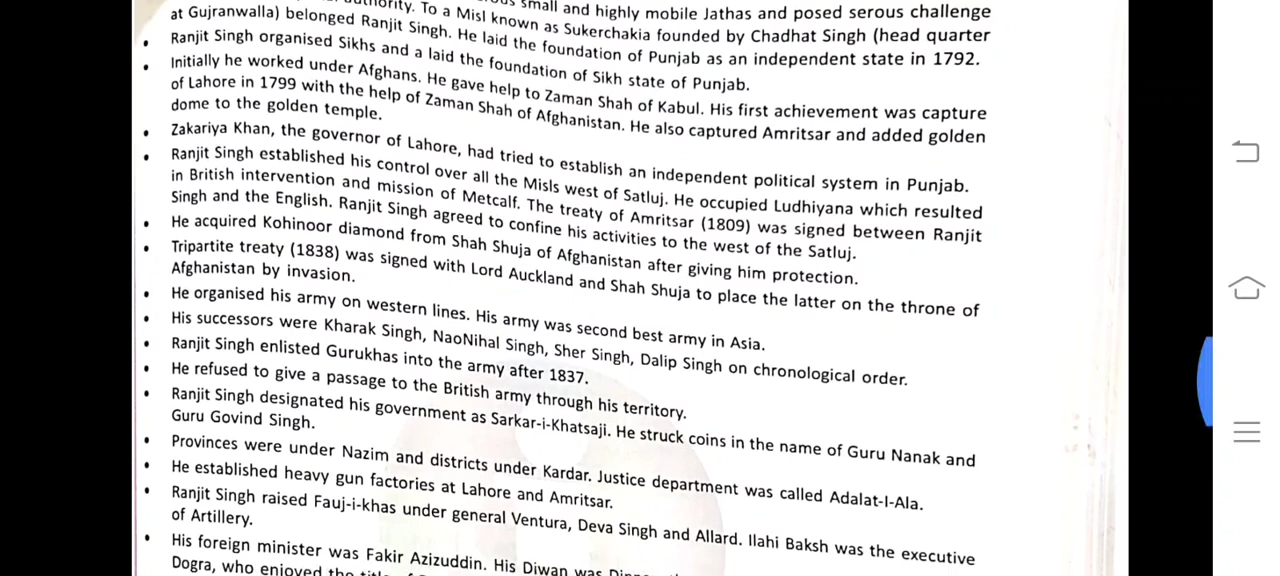 small and highly mobile Jathas and posed serous challenge
To a Misl known as Sukerchakia founded by Chadhat Singh (head quarter
at Gujranwalla) belonged Ranjit Singh. He laid the foundation of Punjab as an independent state in 1792.
• Ranjit Singh organised Sikhs and a laid the foundation of Sikh state of Punjab.
• Initially he worked under Afghans. He gave help to Zaman Shah of Kabul. His first achievement was capture
of Lahore in 1799 with the help of Zaman Shah of Afghanistan. He also captured Amritsar and added golden
dome to the golden temple.
• Zakariya Khan, the governor of Lahore, had tried to establish an independent political system in Punjab.
• Ranjit Singh established his control over all the Misls west of Satluj. He occupied Ludhiyana which resulted
in British intervention and mission of Metcalf. The treaty of Amritsar (1809) was signed between Ranjit
Singh and the English. Ranjit Singh agreed to confine his activities to the west of the Satluj.
• He acquired Kohinoor diamond from Shah Shuja of Afghanistan after giving him protection.
• Tripartite treaty (1838) was signed with Lord Auckland and Shah Shuja to place the latter on the throne of
Afghanistan by invasion.
• He organised his army on western lines. His army was second best army in Asia.
• His successors were Kharak Singh, NaoNihal Singh, Sher Singh, Dalip Singh on chronological order.
• Ranjit Singh enlisted Gurukhas into the army after 1837.
• He refused to give a passage to the British army through his territory.
• Ranjit Singh designated his government as Sarkar-i-Khatsaji. He struck coins in the name of Guru Nanak and
Guru Govind Singh.
• Provinces were under Nazim and districts under Kardar. Justice department was called Adalat-I-Ala.
• He established heavy gun factories at Lahore and Amritsar.
• Ranjit Singh raised Fauj-i-khas under general Ventura, Deva Singh and Allard. Ilahi Baksh was the executive
of Artillery.
• His foreign minister was Fakir Azizuddin. His Diwan was
Dogra, who enjoyed the